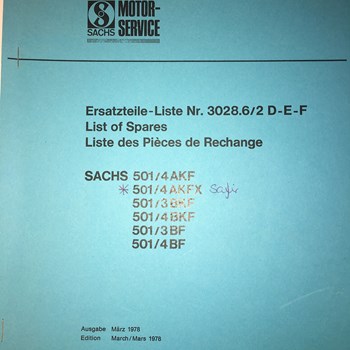 SACHS
MOTOR-
SERVICE
Ersatzteile-Liste Nr. 3028.6/2 D-E-F
List of Spares
Liste des Pièces de Rechange
SACHS 501/4 AKF
* 501/4 AKFX
501/3 BKF
501/4 BKF
501/3 BF
501/4 BF
Ausgabe März 1978
Edition March/Mars 1978